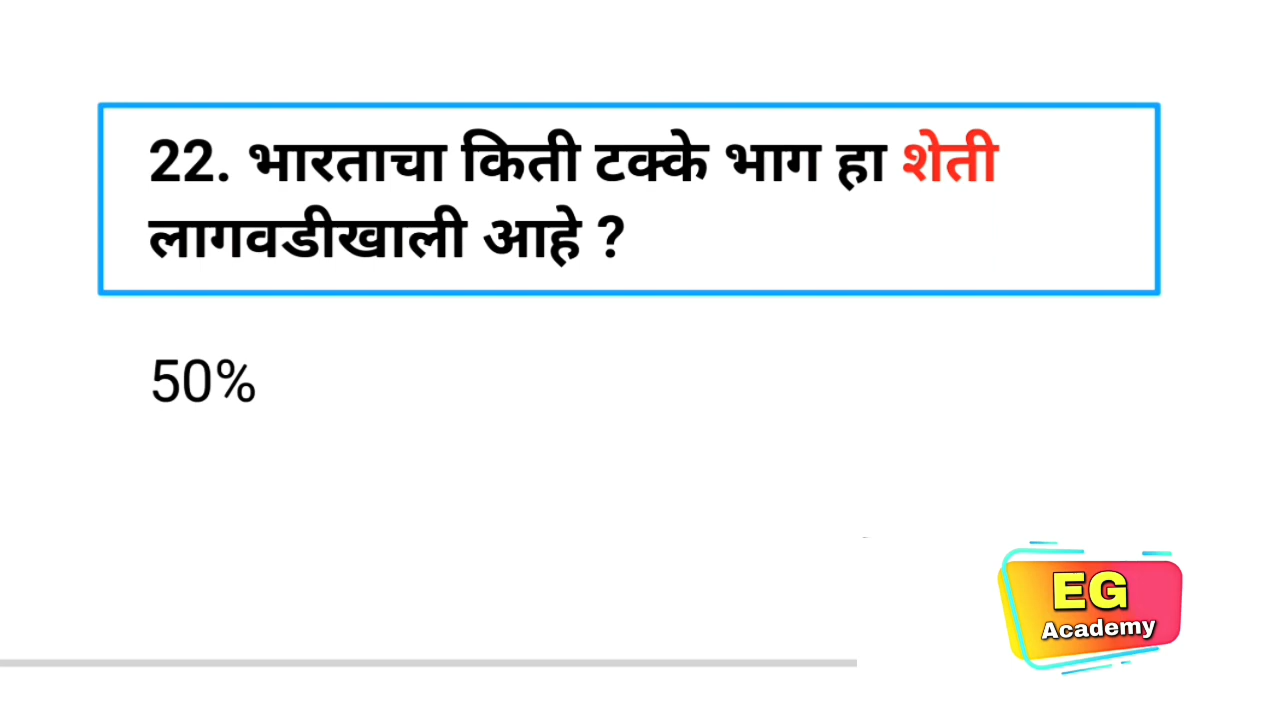 22. भारताचा किती टक्के भाग हा शेती
लागवडीखाली आहे ?
50%
EG
Academy